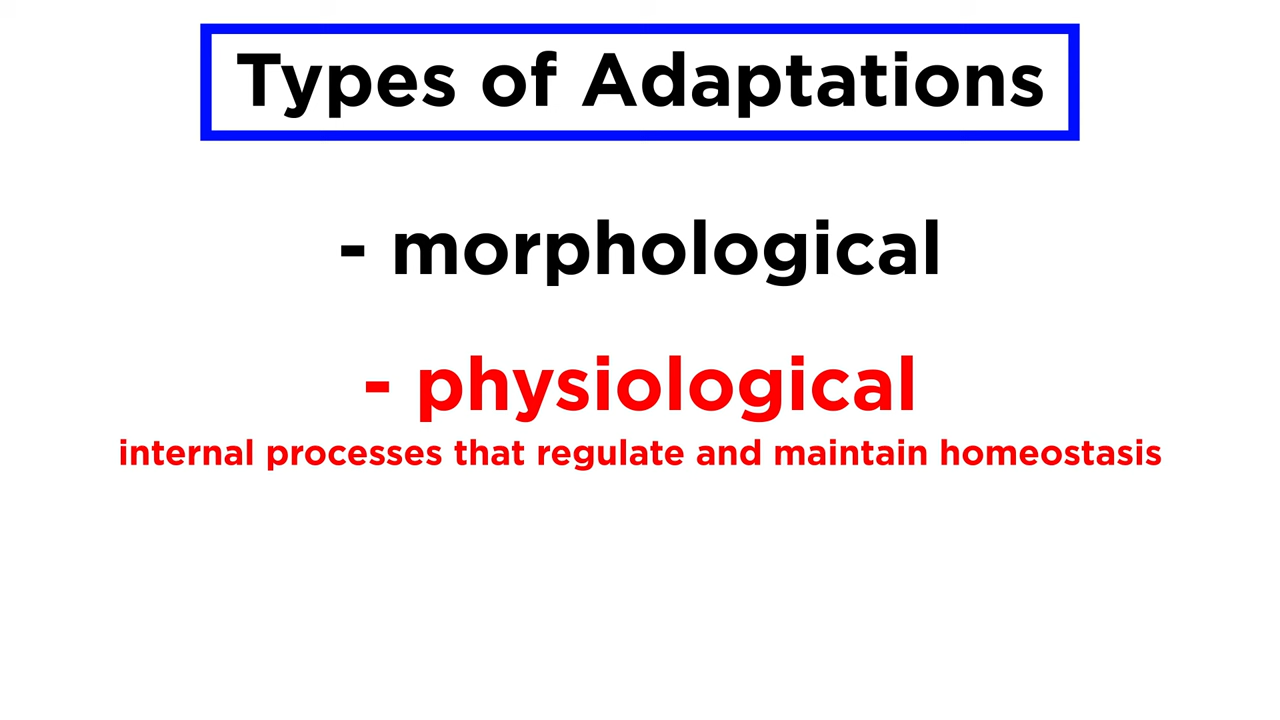 Types of Adaptations
- morphological
- physiological
internal processes that regulate and maintain homeostasis